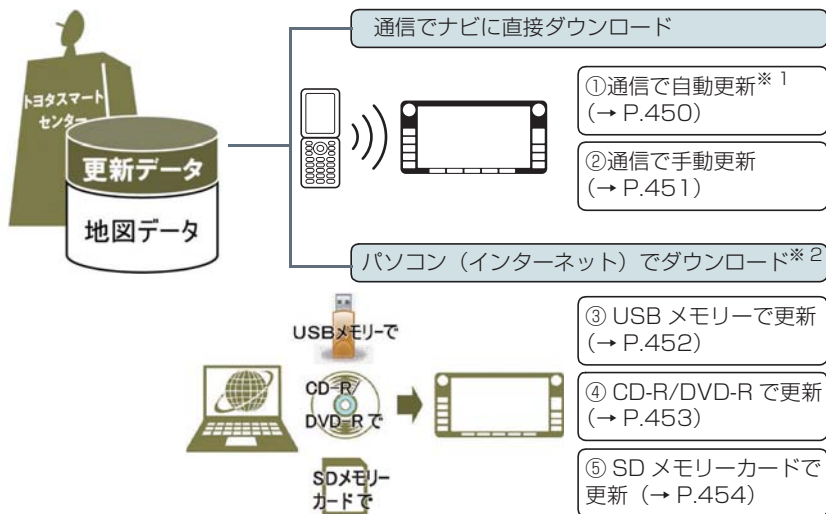 通信でナビに直接ダウンロード
トヨタスマート
センター
更新データ
地図データ
①通信で自動更新※1
(→ P.450)
②通信で手動更新
(→ P.451)
パソコン(インターネット)でダウンロード※2
USBメモリーで
CD-R/
DVD-Rで
SDメモリー
カードで
③ USB メモリーで更新
(→ P.452)
④ CD-R/DVD-R で更新
(→ P.453)
⑤ SD メモリーカードで
更新(→ P.454)